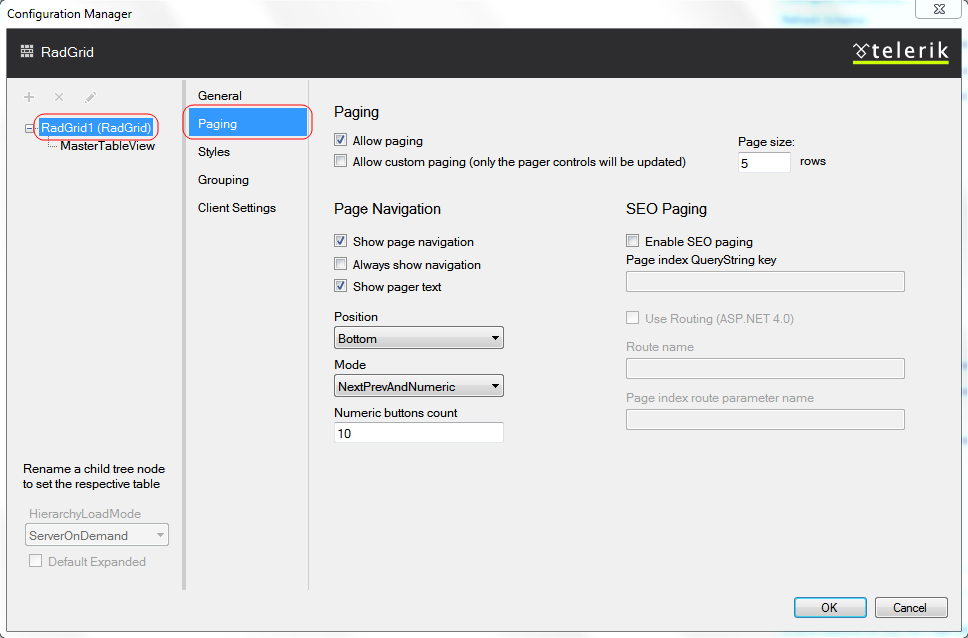 Configuration Manager
RadGrid
telerik
RadGrid1 (RadGrid)
MasterTableView
Rename a child tree node
to set the respective table
HierarchyLoadMode
ServerOnDemand
Default Expanded
General
Paging
Styles
Grouping
Client Settings
Paging
Allow paging
Allow custom paging (only the pager controls will be updated)
Page size:
5 rows
Page Navigation
Show page navigation
Always show navigation
Show pager text
Position
Bottom
Mode
NextPrevAndNumeric
Numeric buttons count
10
SEO Paging
Enable SEO paging
Page index QueryString key
Use Routing (ASP.NET 4.0)
Route name
Page index route parameter name
OK
Cancel